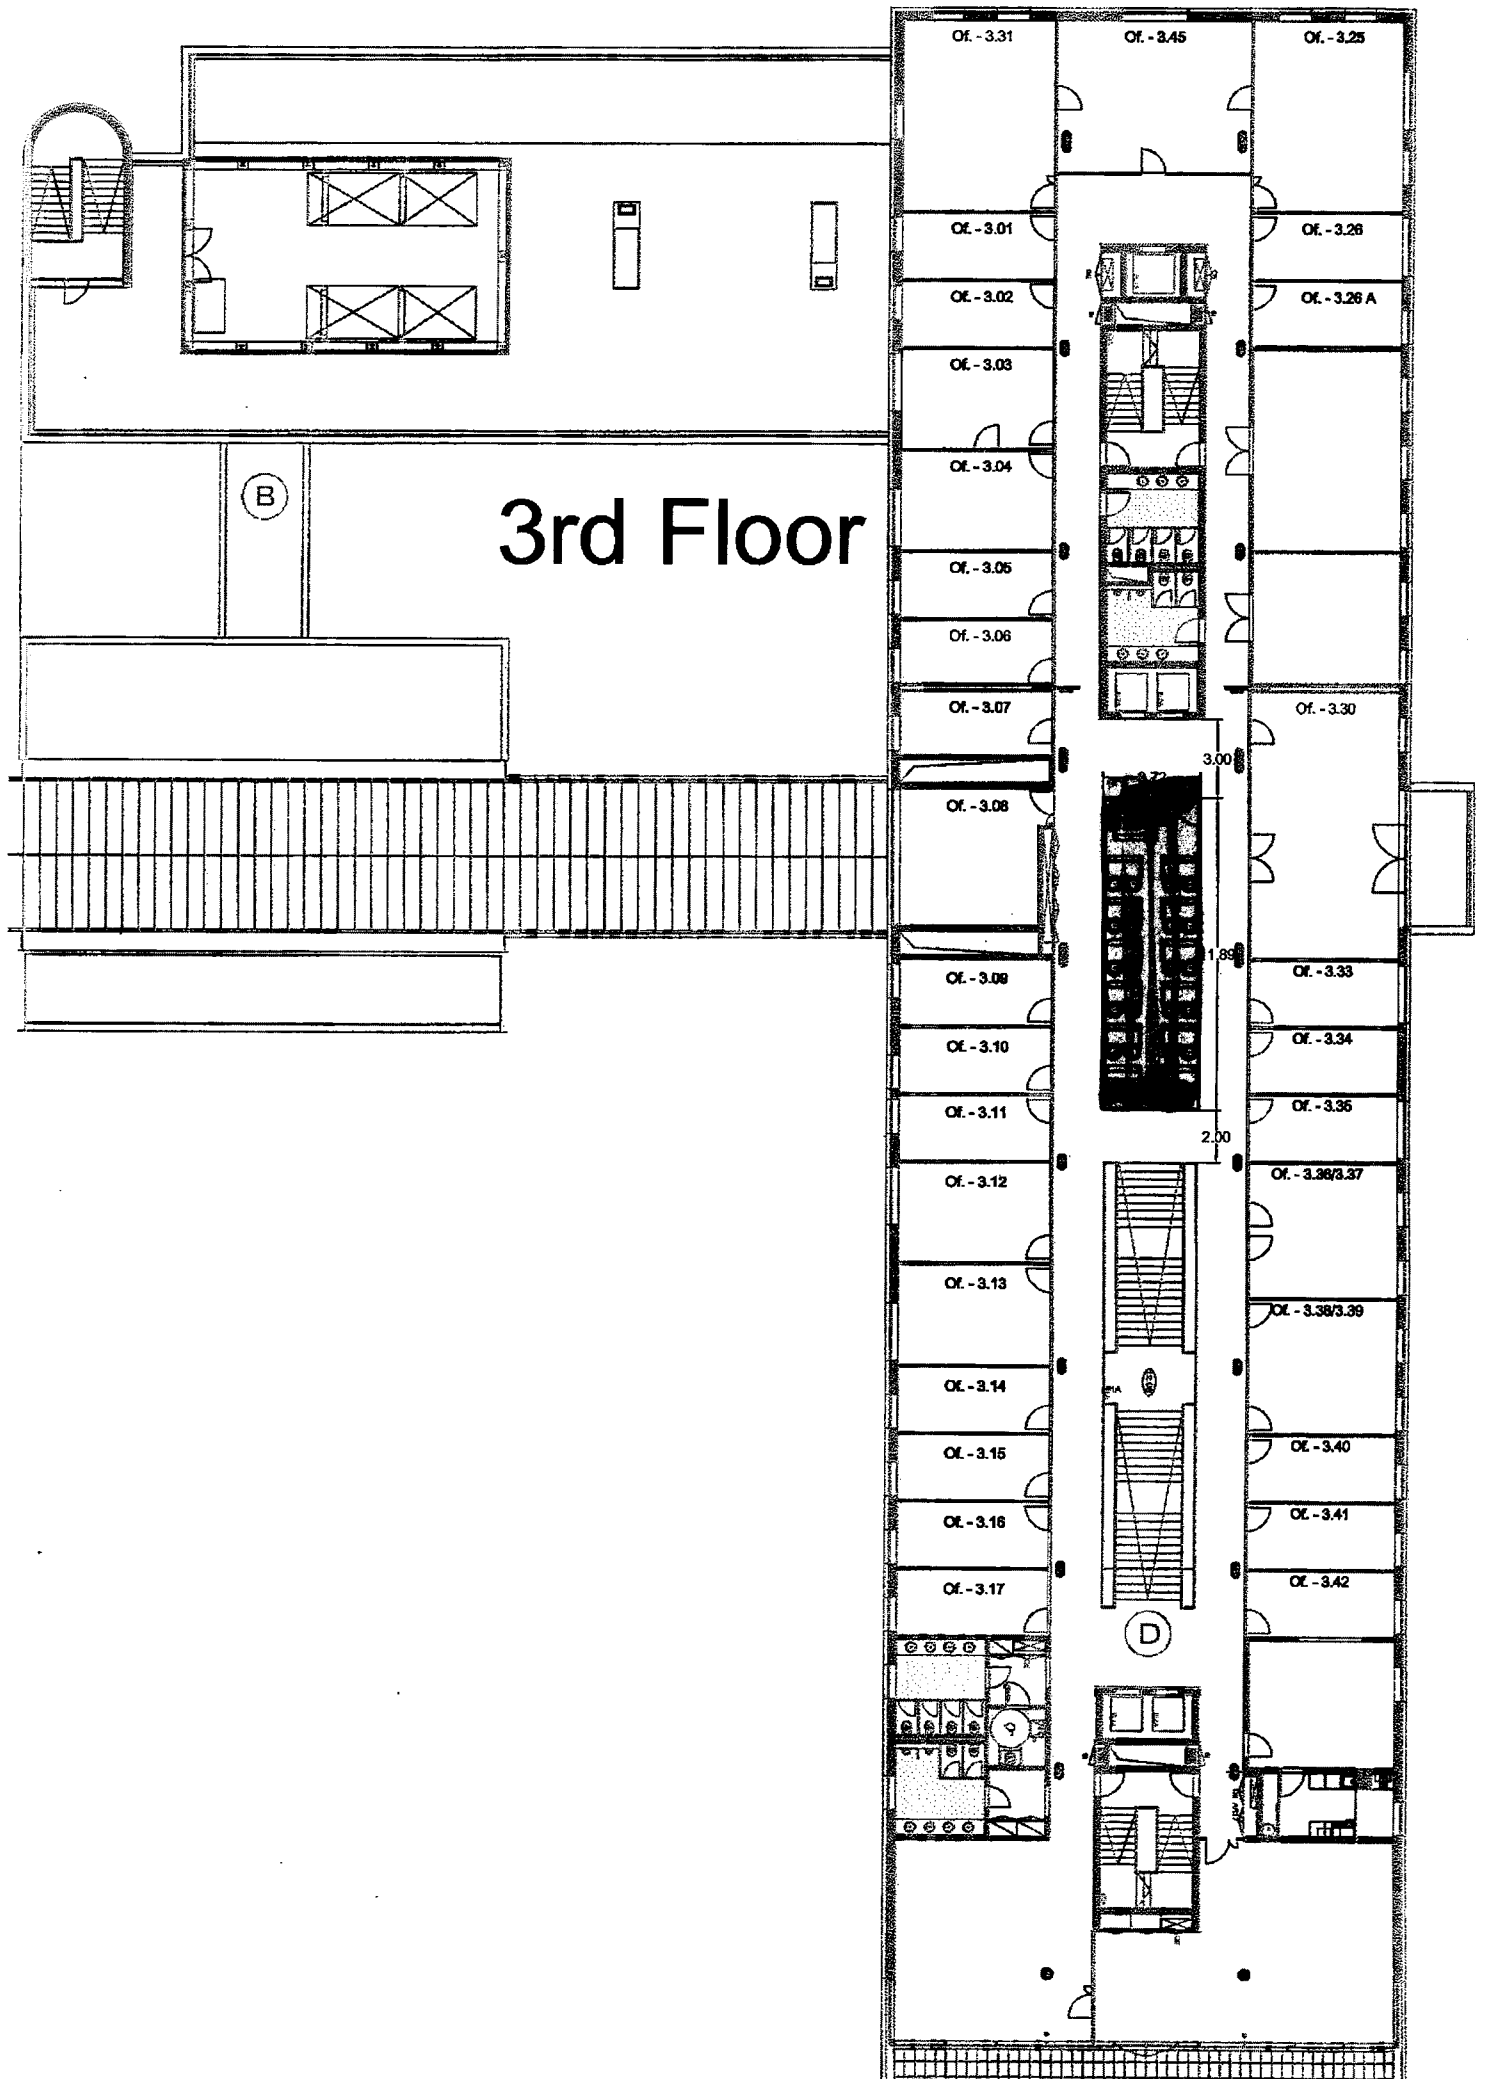 Of. - 3.31
Of. - 3.45
Of. - 3.25
Of. - 3.01
Of. - 3.26
Of. - 3.02
Of. - 3.26 A
Of. - 3.03
Of. - 3.04
B
3rd Floor
Of. - 3.05
Of. - 3.06
Of. - 3.07
Of. - 3.30
3.00
Of. - 3.08
1.89
Of. - 3.09
Of. - 3.33
Of. - 3.10
Of. - 3.34
Of. - 3.11
Of. - 3.35
2.00
Of. - 3.12
Of. - 3.36/3.37
Of. - 3.13
Of. - 3.38/3.39
Of. - 3.14
Of. - 3.15
Of. - 3.40
Of. - 3.16
Of. - 3.41
Of. - 3.17
Of. - 3.42
D